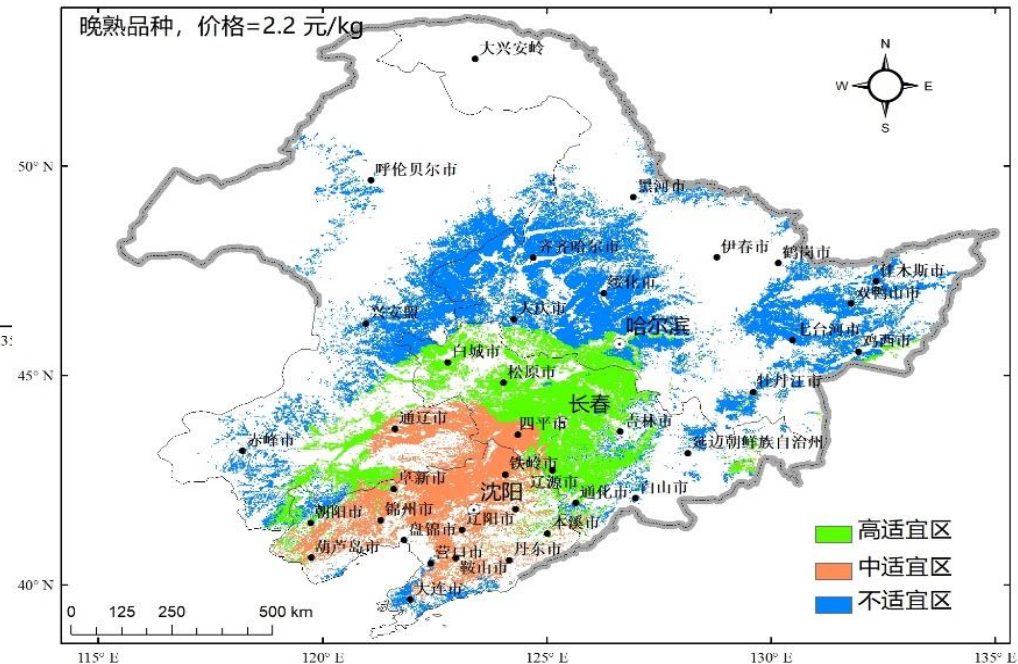 晚熟品种，价格=2.2 元/kg
大兴安岭
N
W
E
S
50° N
呼伦贝尔市
黑河市
齐齐哈尔市
伊春市
鹤岗市
佳木斯市
绥化市
双鸭山市
兴安盟
大庆市
哈尔滨
七台河市
鸡西市
白城市
45° N
松原市
牡丹江市
长春
通辽市
四平市
吉林市
延边朝鲜族自治州
赤峰市
铁岭市
辽源市
阜新市
沈阳
通化市
白山市
朝阳市
锦州市
辽阳市
本溪市
盘锦市
葫芦岛市
营口市
丹东市
鞍山市
大连市
高适宜区
中适宜区
不适宜区
40° N
0 125 250 500 km
115° E
120° E
125° E
130° E
135° E